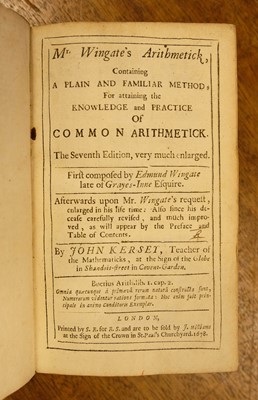 Mr. Wingate's Arithmetick,
Containing
A PLAIN AND FAMILIAR METHOD,
For attaining the
KNOWLEDGE and PRACTICE
Of
COMMON ARITHMETICK.
The Seventh Edition, very much enlarged.
First composed by Edmund Wingate
late of Grayes-Inne Esquire.
Afterwards upon Mr. Wingate's request,
enlarged in his life time: Also since his de-
cease carefully revised, and much impro-
ved, as will appear by the Preface and
Table of Contents.
By JOHN KERSEY, Teacher of
the Mathematicks, at the Sign of the Globe
in Shandois-street in Covent-Garden.
Boetius Arith. lib. 1. cap. 2.
Omnia quæcunque à primævâ rerum naturâ constructa sunt,
Numerorum videntur ratione formata: Hoc enim fuit prin-
cipale in animo Conditoris Exemplar.
LONDON,
Printed by S. R. for R. S. and are to be sold by J. Williams
at the Sign of the Crown in St. Paul's Churchyard. 1678.